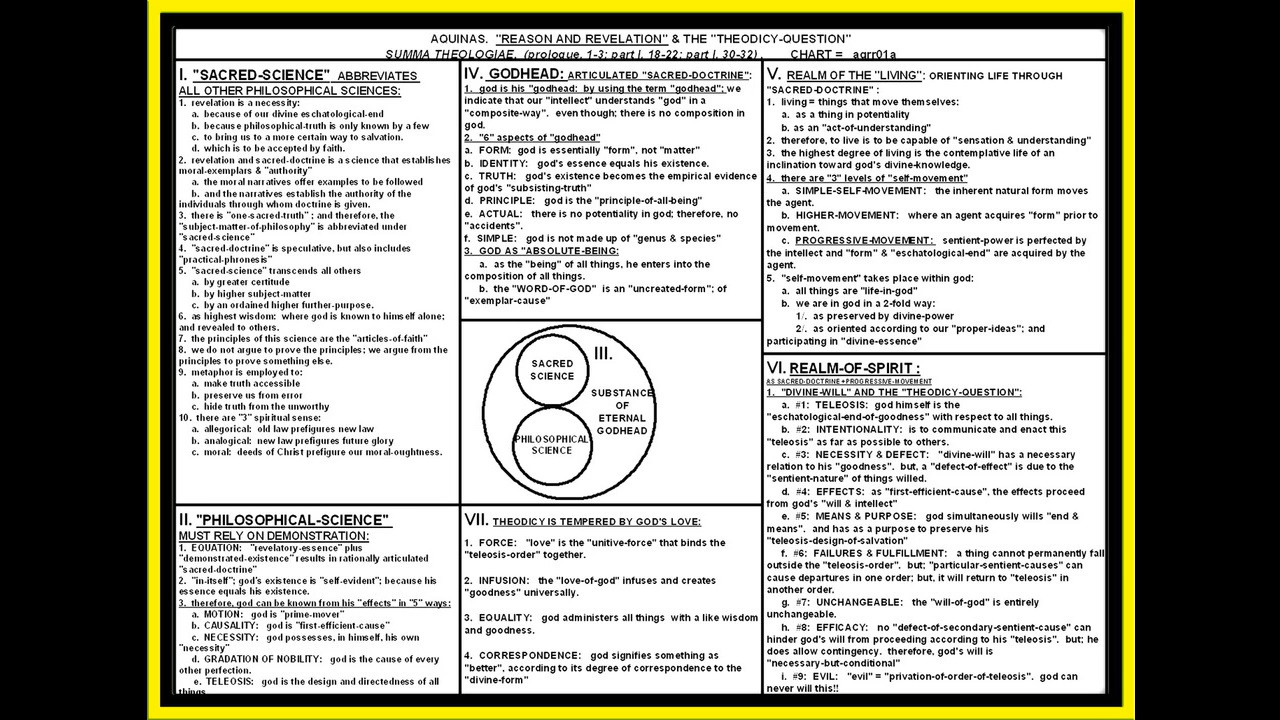 AQUINAS. "REASON AND REVELATION" & THE "THEODICY-QUESTION"
SUMMA THEOLOGIAE, (prologue, 1-3; part I. 18-22; part I. 30-32). CHART = aqrr01a
I. "SACRED-SCIENCE" ABBREVIATES
ALL OTHER PHILOSOPHICAL SCIENCES:
1. revelation is a necessity:
a. because of our divine eschatological-end
b. because philosophical-truth is only known by a few
c. to bring us to a more certain way to salvation.
d. which to be accepted by faith.
2. revelation and sacred-doctrine is a science that establishes
moral-exemplars & "authority"
a. the moral narratives offer examples to be followed
b. and the narratives establish the authority of the
individuals through whom doctrine is given.
3. there is "one-sacred-truth" ; and therefore, the
"subject-matter-of-philosophy" is abbreviated under
"sacred-science"
4. "sacred-doctrine" is speculative, but also includes
"practical-phronesis"
5. "sacred-science" transcends all others
a. by greater certitude
b. by higher subject-matter
c. by an ordained higher further-purpose.
6. as highest wisdom: where god is known to himself alone;
and revealed to others.
7. the principles of this science are the "articles-of-faith"
8. we do not argue to prove the principles; we argue from the
principles to prove something else.
9. metaphor is employed to:
a. make truth accessible
b. preserve us from error
c. hide truth from the unworthy
10. there are "3" spiritual sense:
a. allegorical: old law prefigures new law
b. analogical: new law prefigures future glory
c. moral: deeds of Christ prefigure our moral-oughtness.
II. "PHILOSOPHICAL-SCIENCE"
MUST RELY ON DEMONSTRATION:
1. EQUATION: "revelatory-essence" plus
"demonstrated-existence" results in rationally articulated
"sacred-doctrine"
2. "in-itself"; god's existence is "self-evident"; because his
essence equals his existence.
3. therefore, god can be known from his "effects" in "5" ways:
a. MOTION: god is "prime-mover"
b. CAUSALITY: god is "first-efficient-cause"
c. NECESSITY: god possesses, in himself, his own
"necessity"
d. GRADATION OF NOBILITY: god is the cause of every
other perfection.
e. TELEOSIS: god is the design and directedness of all
things.
IV. GODHEAD: ARTICULATED "SACRED-DOCTRINE":
1. god is his "godhead: by using the term "godhead"; we
indicate that our "intellect" understands "god" in a
"composite-way". even though; there is no composition in
god.
2. "6" aspects of "godhead"
a. FORM: god is essentially "form", not "matter"
b. IDENTITY: god's essence equals his existence.
c. TRUTH: god's existence becomes the empirical evidence
of god's "subsisting-truth"
d. PRINCIPLE: god is the "principle-of-all-being"
e. ACTUAL: there is no potentiality in god; therefore, no
"accidents".
f. SIMPLE: god is not made up of "genus & species"
3. GOD AS "ABSOLUTE-BEING:
a. as the "being" of all things, he enters into the
composition of all things.
b. the "WORD-OF-GOD" is an "uncreated-form"; of
"exemplar-cause"
III.
SACRED
SCIENCE
SUBSTANCE
OF
ETERNAL
GODHEAD
PHILOSOPHICAL
SCIENCE
VII. THEODICY IS TEMPERED BY GOD'S LOVE:
1. FORCE: "love" is the "unitive-force" that binds the
"teleosis-order" together.
2. INFUSION: the "love-of-god" infuses and creates
"goodness" universally.
3. EQUALITY: god administers all things with a like wisdom
and goodness.
4. CORRESPONDENCE: god signifies something as
"better", according to its degree of correspondence to the
"divine-form"
V. REALM OF THE "LIVING": ORIENTING LIFE THROUGH
"SACRED-DOCTRINE" :
1. living = things that move themselves:
a. as a thing in potentiality
b. as an "act-of-understanding"
2. therefore, to live is to be capable of "sensation & understanding"
3. the highest degree of living is the contemplative life of an
inclination toward god's divine-knowledge.
4. there are "3" levels of "self-movement"
a. SIMPLE-SELF-MOVEMENT: the inherent natural form moves
the agent.
b. HIGHER-MOVEMENT: where an agent acquires "form" prior to
movement.
c. PROGRESSIVE-MOVEMENT: sentient-power is perfected by
the intellect and "form" & "eschatological-end" are acquired by the
agent.
5. "self-movement" takes place within god:
a. all things are "life-in-god"
b. we are in god in a 2-fold way:
1/. as preserved by divine-power
2/. as oriented according to our "proper-ideas"; and
participating in "divine-essence"
VI. REALM-OF-SPIRIT :
AS SACRED-DOCTRINE + PROGRESSIVE-MOVEMENT
1. "DIVINE-WILL" AND THE "THEODICY-QUESTION":
a. #1: TELEOSIS: god himself is the
"eschatological-end-of-goodness" with respect to all things.
b. #2: INTENTIONALITY: is to communicate and enact this
"teleosis" as far as possible to others.
c. #3: NECESSITY & DEFECT: "divine-will" has a necessary
relation to his "goodness". but, a "defect-of-effect" is due to the
"sentient-nature" of things willed.
d. #4: EFFECTS: as "first-efficient-cause", the effects proceed
from god's "will & intellect"
e. #5: MEANS & PURPOSE: god simultaneously wills "end &
means". and has as a purpose to preserve his
"teleosis-design-of-salvation"
f. #6: FAILURES & FULFILLMENT: a thing cannot permanently fall
outside the "teleosis-order". but; "particular-sentient-causes" can
cause departures in one order; but, it will return to "teleosis" in
another order.
g. #7: UNCHANGEABLE: the "will-of-god" is entirely
unchangeable.
h. #8: EFFICACY: no "defect-of-secondary-sentient-cause" can
hinder god's will from proceeding according to his "teleosis". but; he
does allow contingency. therefore, god's will is
"necessary-but-conditional"
i. #9: EVIL: "evil" = "privation-of-order-of-teleosis". god can
never will this!!